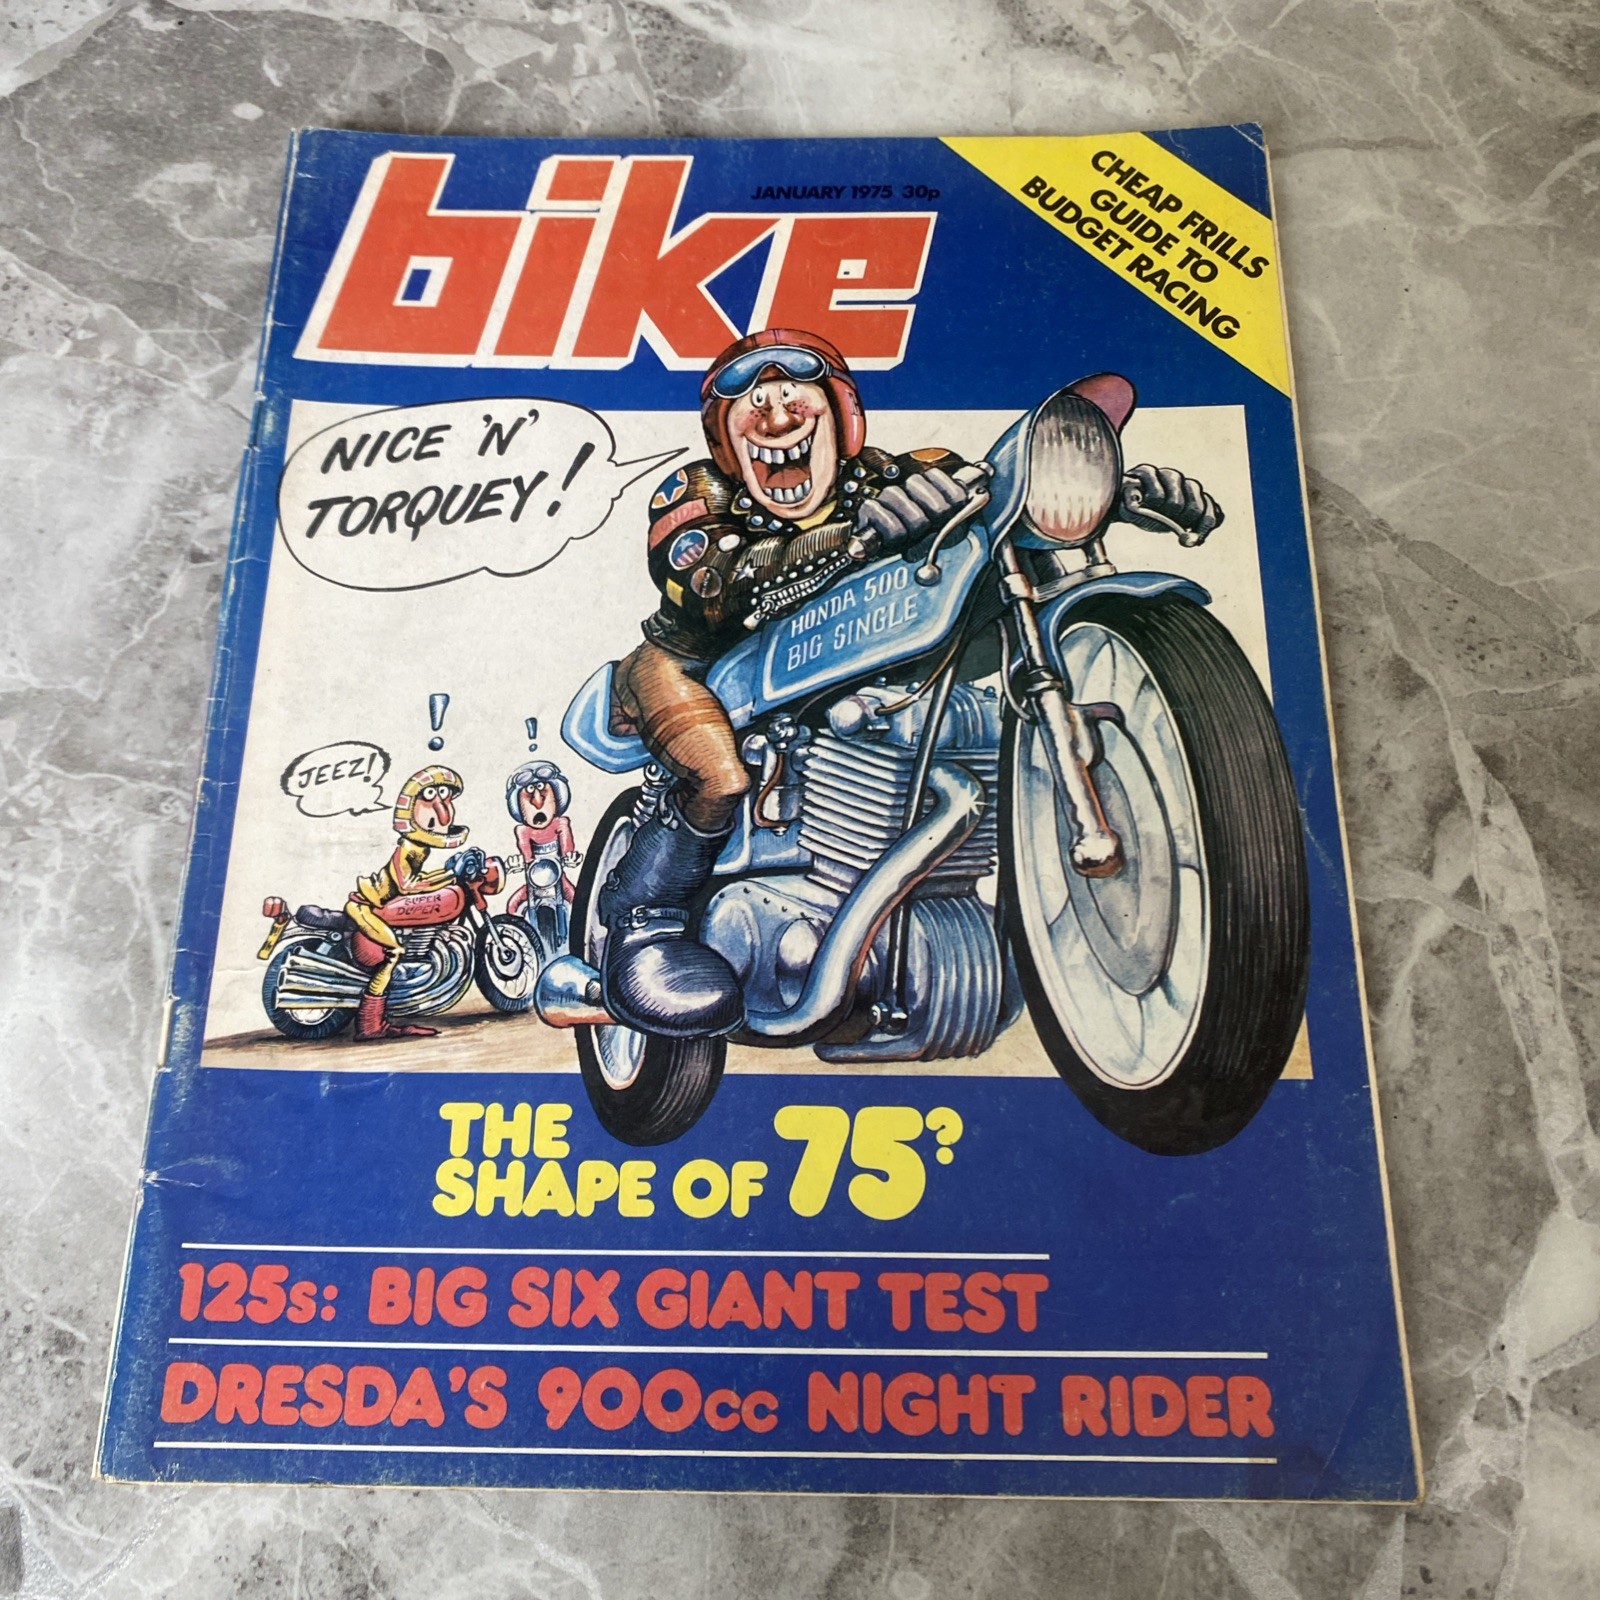 bike
JANUARY 1975 30p
CHEAP FRILLS
GUIDE TO
BUDGET RACING
NICE 'N'
TORQUEY!
HONDA 500
BIG SINGLE
!
!
JEEZ!
SUPER
DUPER
THE
SHAPE OF 75?
125s: BIG SIX GIANT TEST
DRESDA'S 900cc NIGHT RIDER